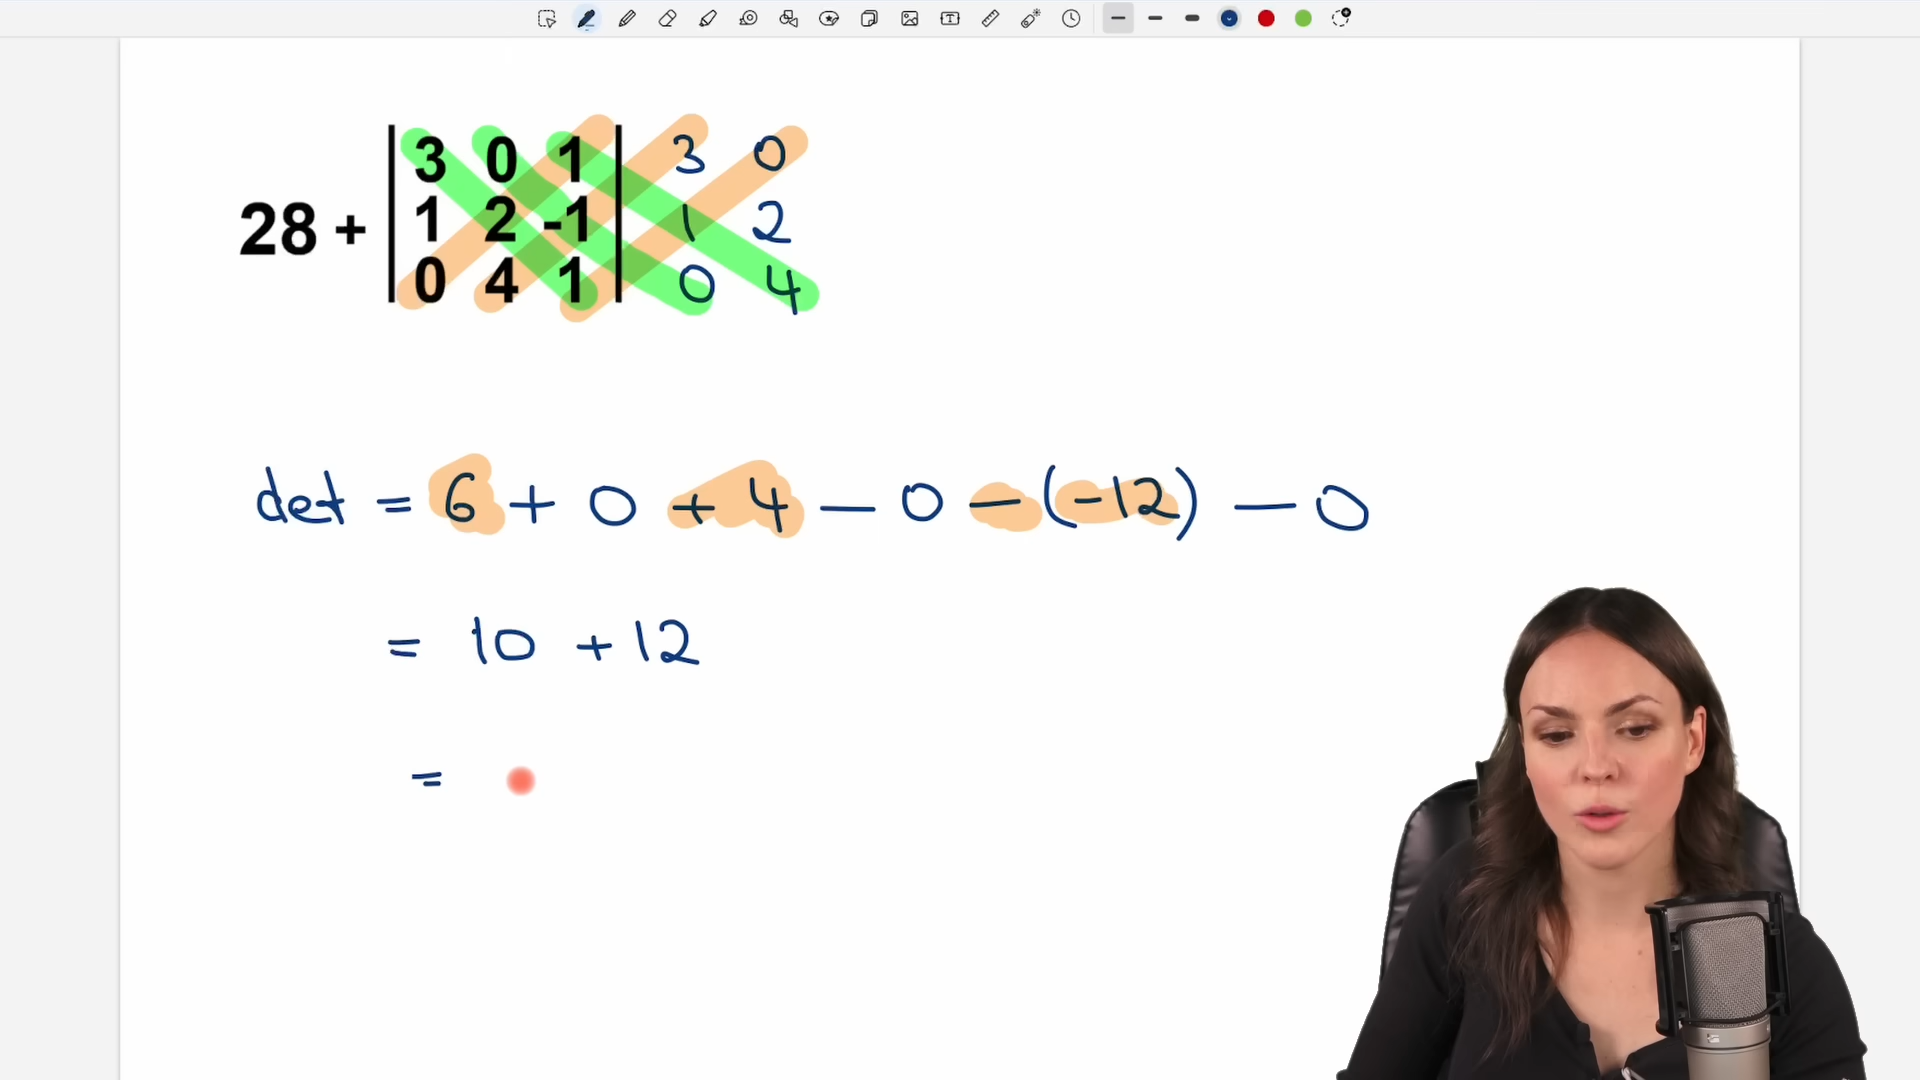 3 0 1 3 0
28 + 1 2 -1 1 2
0 4 1 0 4
det = 6 + 0 + 4 – 0 – (-12) – 0
= 10 + 12
=